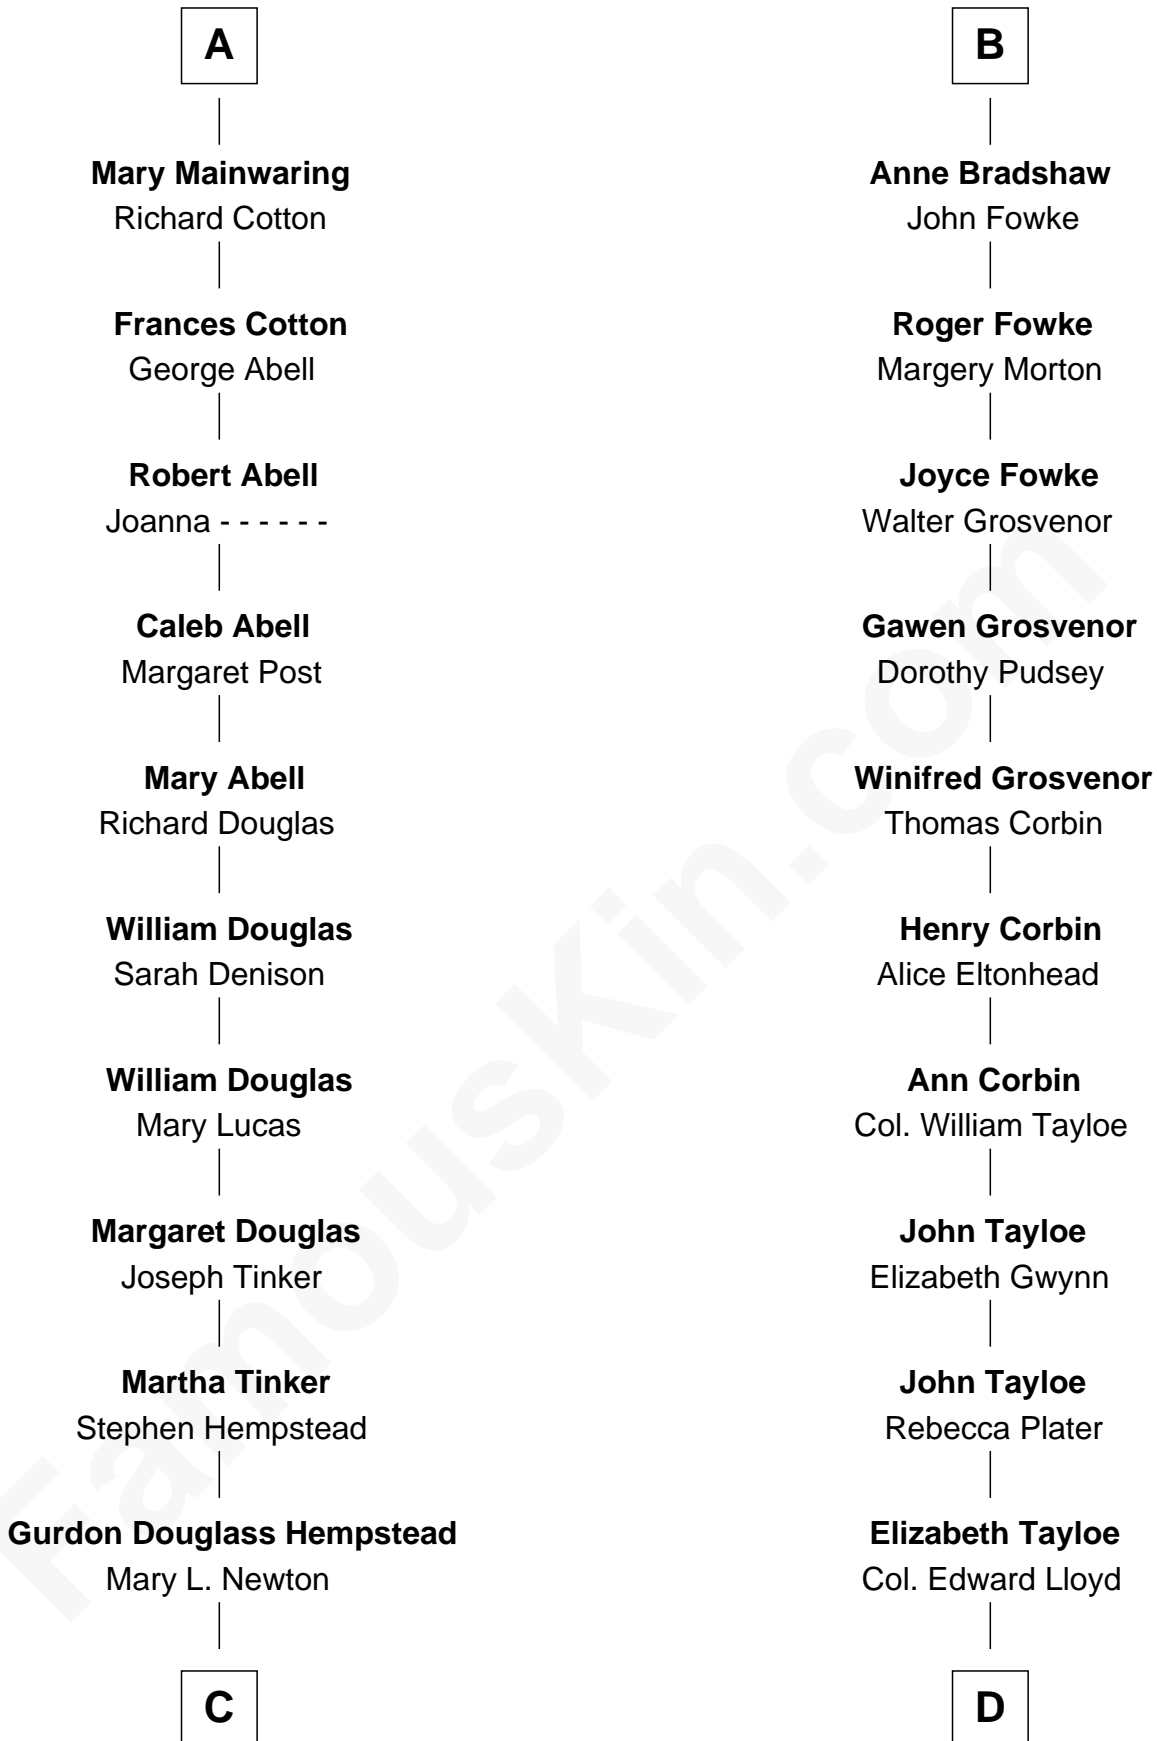 A
Mary Mainwaring
Richard Cotton
Frances Cotton
George Abell
Robert Abell
Joanna - - - - - -
Caleb Abell
Margaret Post
Mary Abell
Richard Douglas
William Douglas
Sarah Denison
William Douglas
Mary Lucas
Margaret Douglas
Joseph Tinker
Martha Tinker
Stephen Hempstead
Gurdon Douglass Hempstead
Mary L. Newton
C
B
Anne Bradshaw
John Fowke
Roger Fowke
Margery Morton
Joyce Fowke
Walter Grosvenor
Gawen Grosvenor
Dorothy Pudsey
Winifred Grosvenor
Thomas Corbin
Henry Corbin
Alice Eltonhead
Ann Corbin
Col. William Tayloe
John Tayloe
Elizabeth Gwynn
John Tayloe
Rebecca Plater
Elizabeth Tayloe
Col. Edward Lloyd
D
FamousKin.com